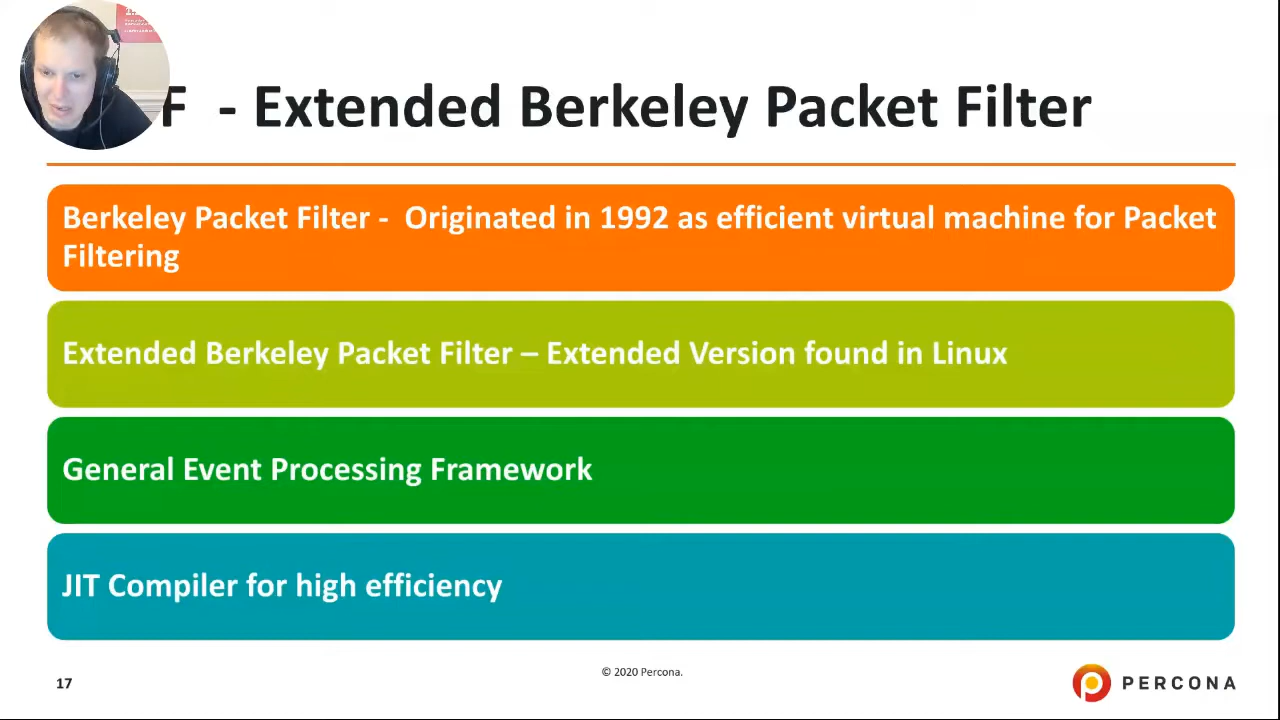 F - Extended Berkeley Packet Filter
Berkeley Packet Filter - Originated in 1992 as efficient virtual machine for Packet
Filtering
Extended Berkeley Packet Filter – Extended Version found in Linux
General Event Processing Framework
JIT Compiler for high efficiency
17
© 2020 Percona.
PERCONA